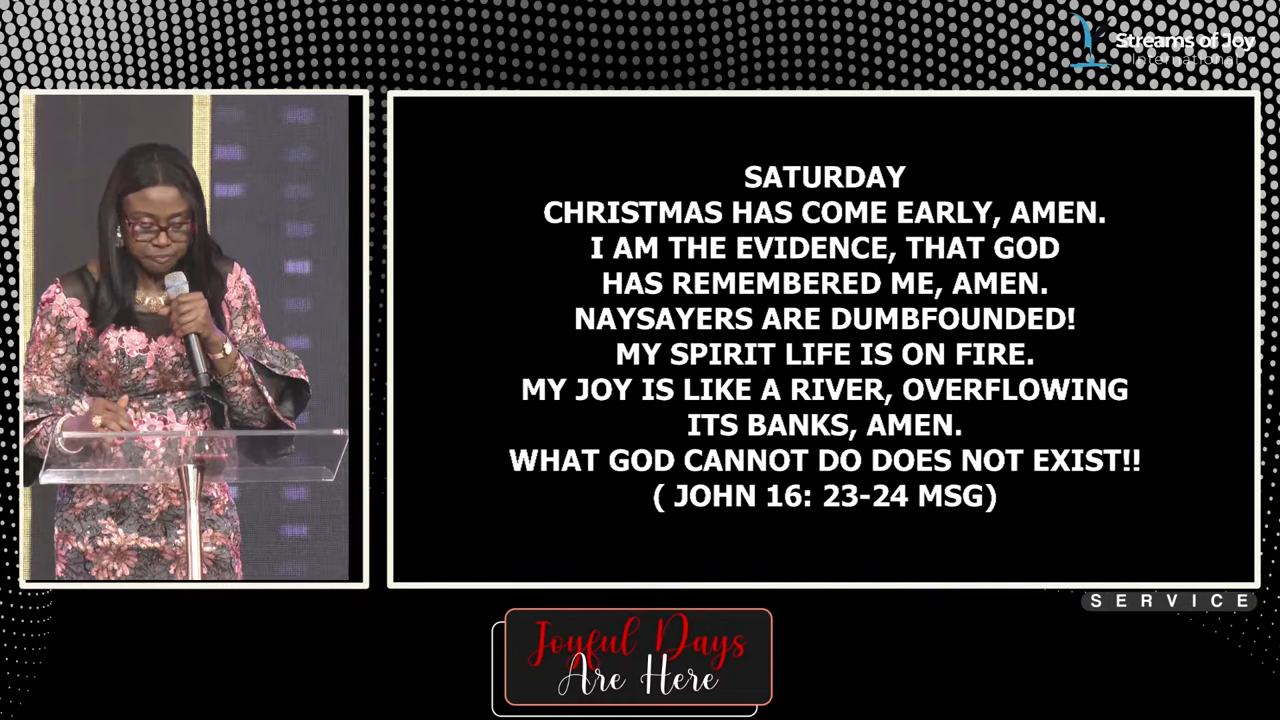 Streams of Joy
International
SATURDAY
CHRISTMAS HAS COME EARLY, AMEN.
I AM THE EVIDENCE, THAT GOD
HAS REMEMBERED ME, AMEN.
NAYSAYERS ARE DUMBFOUNDED!
MY SPIRIT LIFE IS ON FIRE.
MY JOY IS LIKE A RIVER, OVERFLOWING
ITS BANKS, AMEN.
WHAT GOD CANNOT DO DOES NOT EXIST!!
( JOHN 16: 23-24 MSG)
SERVICE
Joyful Days
Are Here